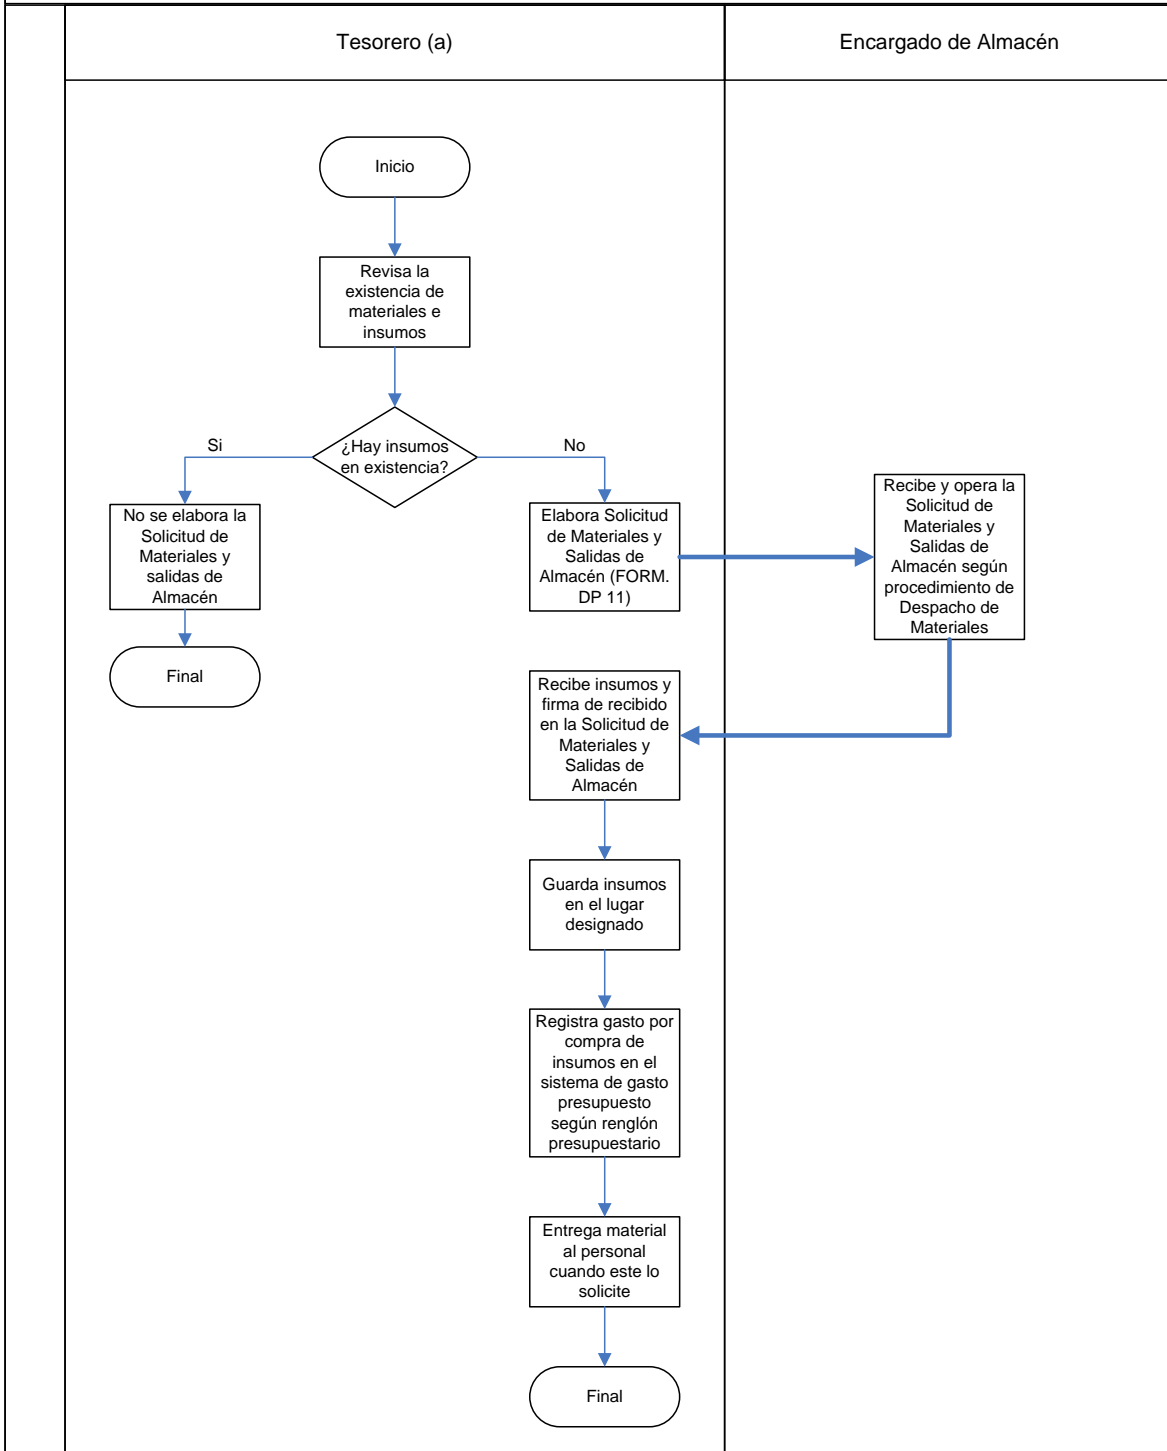 Tesorero (a)
Encargado de Almacén
Inicio
Revisa la
existencia de
materiales e
insumos
¿Hay insumos
en existencia?
Si
No
No se elabora la
Solicitud de
Materiales y
salidas de
Almacén
Final
Elabora Solicitud
de Materiales y
Salidas de
Almacén (FORM.
DP 11)
Recibe y opera la
Solicitud de
Materiales y
Salidas de
Almacén según
procedimiento de
Despacho de
Materiales
Recibe insumos y
firma de recibido
en la Solicitud de
Materiales y
Salidas de
Almacén
Guarda insumos
en el lugar
designado
Registra gasto por
compra de
insumos en el
sistema de gasto
presupuesto
según renglón
presupuestario
Entrega material
al personal
cuando este lo
solicite
Final